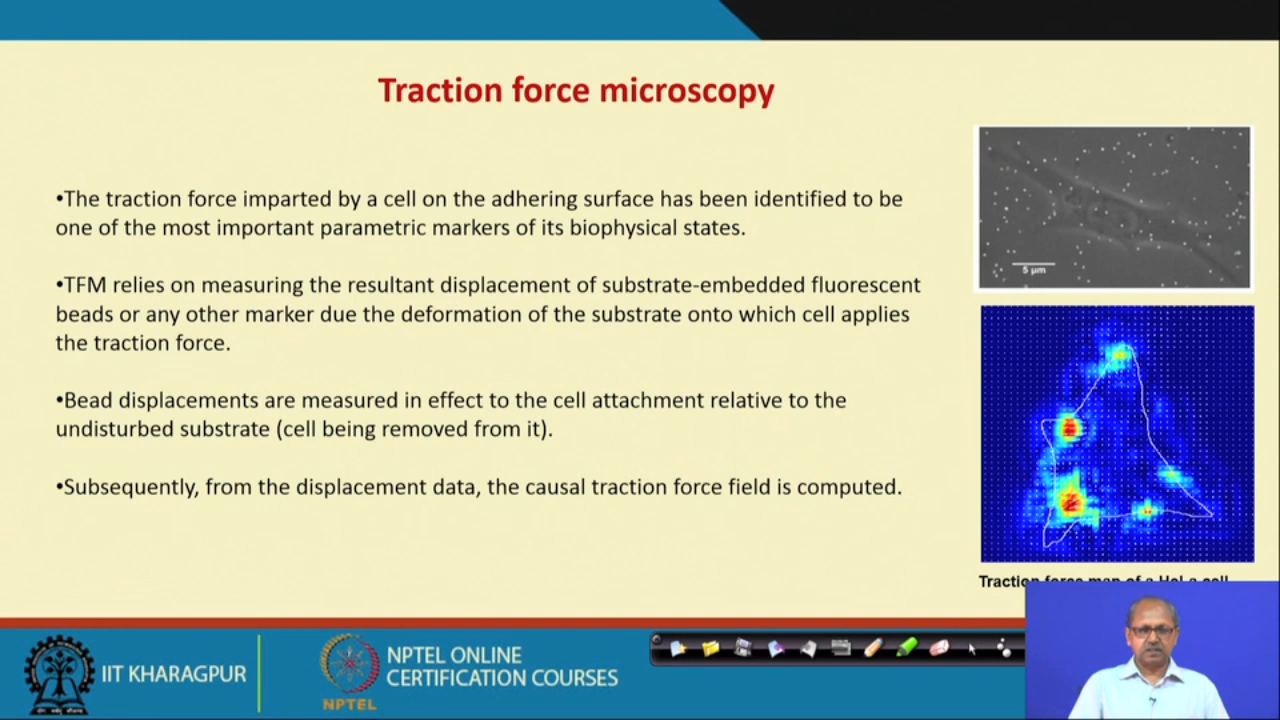 Traction force microscopy
•The traction force imparted by a cell on the adhering surface has been identified to be
one of the most important parametric markers of its biophysical states.
•TFM relies on measuring the resultant displacement of substrate-embedded fluorescent
beads or any other marker due the deformation of the substrate onto which cell applies
the traction force.
•Bead displacements are measured in effect to the cell attachment relative to the
undisturbed substrate (cell being removed from it).
•Subsequently, from the displacement data, the causal traction force field is computed.
5 µm
Traction force map of a HeLa cell
IIT KHARAGPUR
NPTEL
NPTEL ONLINE
CERTIFICATION COURSES